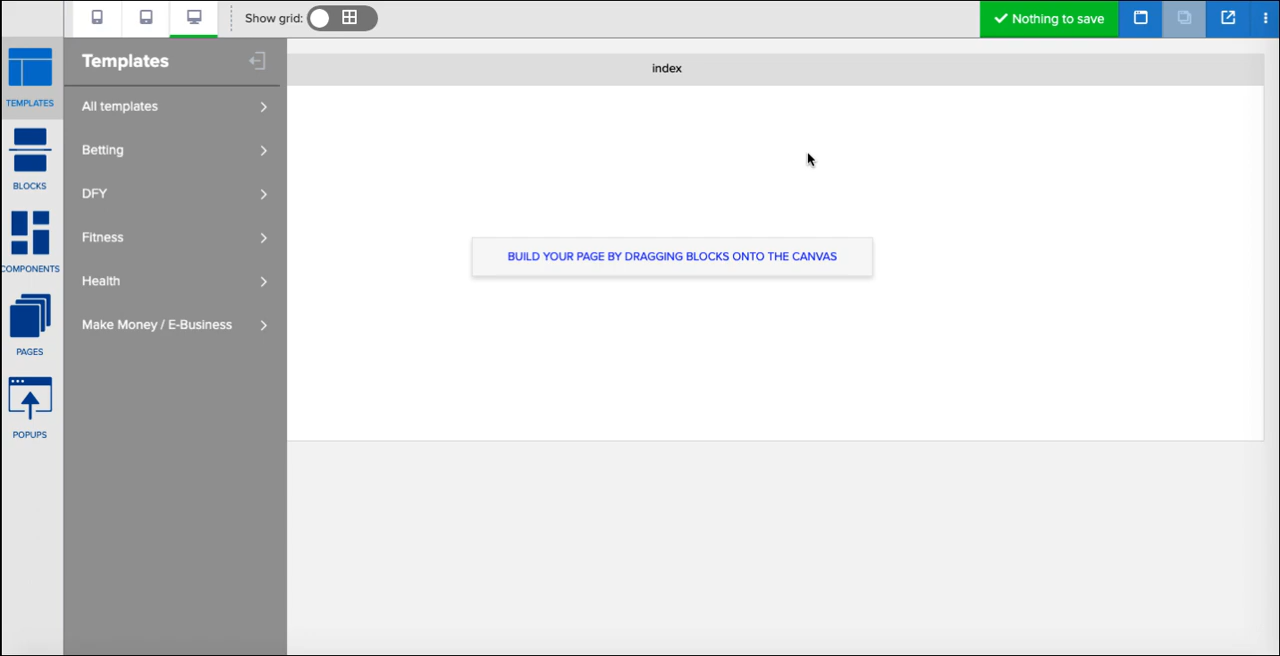 Show grid:
Nothing to save
TEMPLATES
BLOCKS
COMPONENTS
PAGES
POPUPS
Templates
All templates
Betting
DFY
Fitness
Health
Make Money / E-Business
index
BUILD YOUR PAGE BY DRAGGING BLOCKS ONTO THE CANVAS